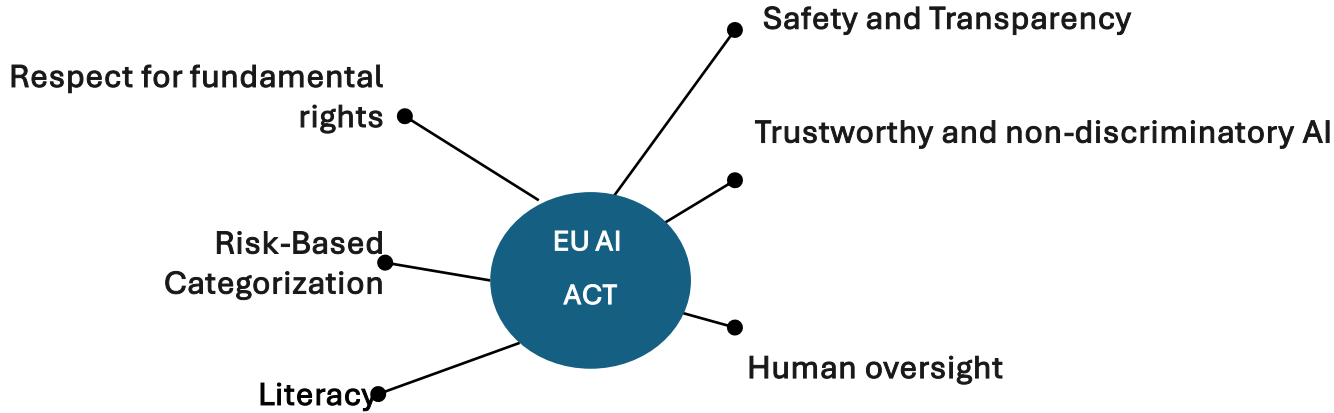 Safety and Transparency
Respect for fundamental
rights
Trustworthy and non-discriminatory AI
Risk-Based
Categorization
EU AI
ACT
Human oversight
Literacy